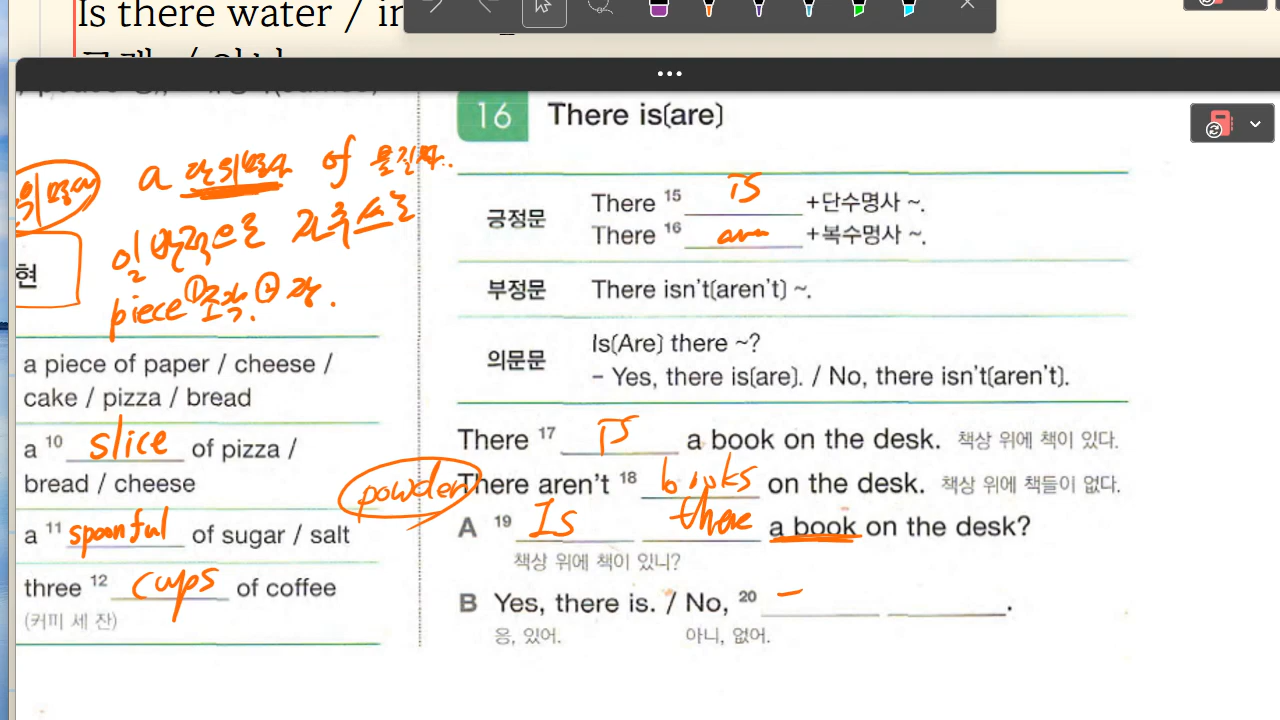 Is there water / in
16 There is(are)
a 단위명사 of 물질명사..
일반적으로 자주쓰는
piece ①조각. ②장.
현
a piece of paper / cheese /
cake / pizza / bread
a 10 slice of pizza /
bread / cheese
a 11 spoonful of sugar / salt
three 12 cups of coffee
(커피 세 잔)
powder
긍정문
There 15 is +단수명사 ~.
There 16 are +복수명사 ~.
부정문 There isn't(aren't) ~.
의문문
Is(Are) there ~?
– Yes, there is(are). / No, there isn't(aren't).
There 17 is a book on the desk. 책상 위에 책이 있다.
There aren't 18 books on the desk. 책상 위에 책들이 없다.
A 19 Is there a book on the desk?
책상 위에 책이 있니?
B Yes, there is. / No, 20
응, 있어. 아니, 없어.